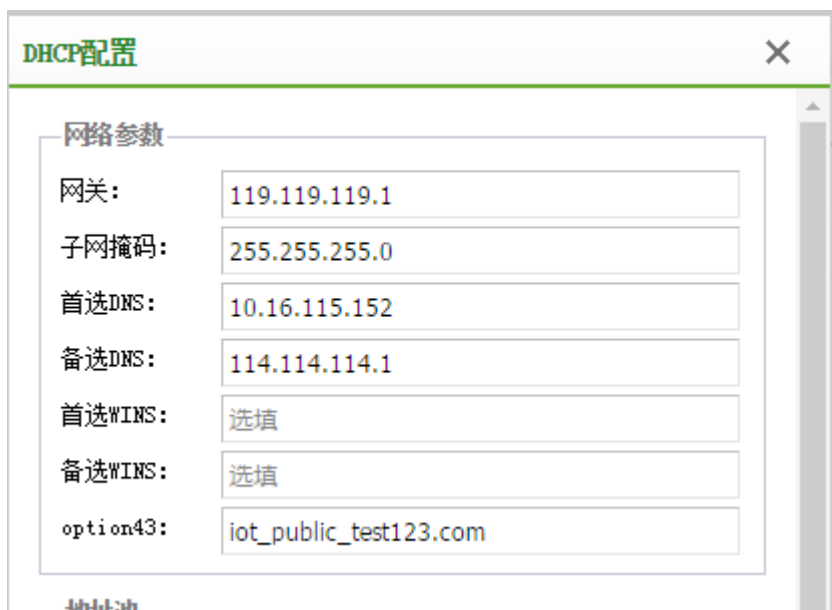 DHCP配置
网络参数
网关: 119.119.119.1
子网掩码: 255.255.255.0
首选DNS: 10.16.115.152
备选DNS: 114.114.114.1
首选WINS: 选填
备选WINS: 选填
option43: iot_public_test123.com